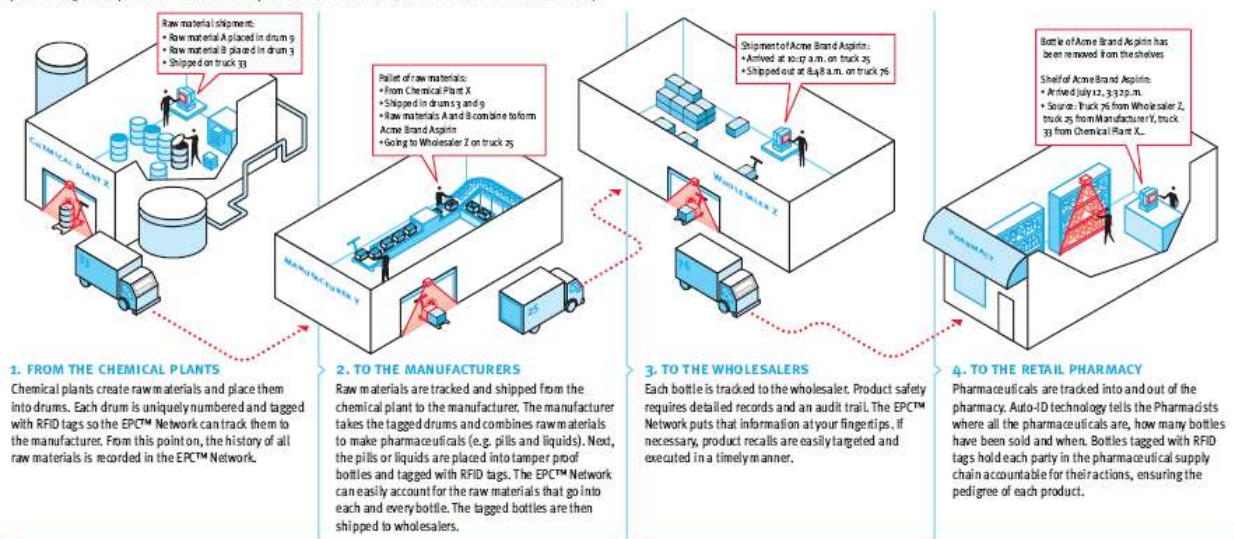 Raw material shipment:
• Raw material A placed in drum 9
• Raw material B placed in drum 3
• Shipped on truck 33
Pallet of raw materials:
• From Chemical Plant X
• Shipped in drums 3 and 9
• Raw materials A and B combine to form
Acme Brand Aspirin
• Going to Wholesaler Z on truck 25
Shipment of Acme Brand Aspirin:
• Arrived at 10:17 a.m. on truck 25
• Shipped out at 8:48 a.m. on truck 76
Bottle of Acme Brand Aspirin has
been removed from the shelves
Shelf of Acme Brand Aspirin:
• Arrived July 12, 3:32 p.m.
• Source: Truck 76 from Wholesaler Z,
truck 25 from Manufacturer Y, truck
33 from Chemical Plant X...
CHEMICAL PLANT X
33
MANUFACTURER Y
25
WHOLESALER Z
76
PHARMACY
1. FROM THE CHEMICAL PLANTS
Chemical plants create raw materials and place them
into drums. Each drum is uniquely numbered and tagged
with RFID tags so the EPC™ Network can track them to
the manufacturer. From this point on, the history of all
raw materials is recorded in the EPC™ Network.
2. TO THE MANUFACTURERS
Raw materials are tracked and shipped from the
chemical plant to the manufacturer. The manufacturer
takes the tagged drums and combines raw materials
to make pharmaceuticals (e.g. pills and liquids). Next,
the pills or liquids are placed into tamper proof
bottles and tagged with RFID tags. The EPC™ Network
can easily account for the raw materials that go into
each and every bottle. The tagged bottles are then
shipped to wholesalers.
3. TO THE WHOLESALERS
Each bottle is tracked to the wholesaler. Product safety
requires detailed records and an audit trail. The EPC™
Network puts that information at your fingertips. If
necessary, product recalls are easily targeted and
executed in a timely manner.
4. TO THE RETAIL PHARMACY
Pharmaceuticals are tracked into and out of the
pharmacy. Auto-ID technology tells the Pharmacists
where all the pharmaceuticals are, how many bottles
have been sold and when. Bottles tagged with RFID
tags hold each party in the pharmaceutical supply
chain accountable for their actions, ensuring the
pedigree of each product.